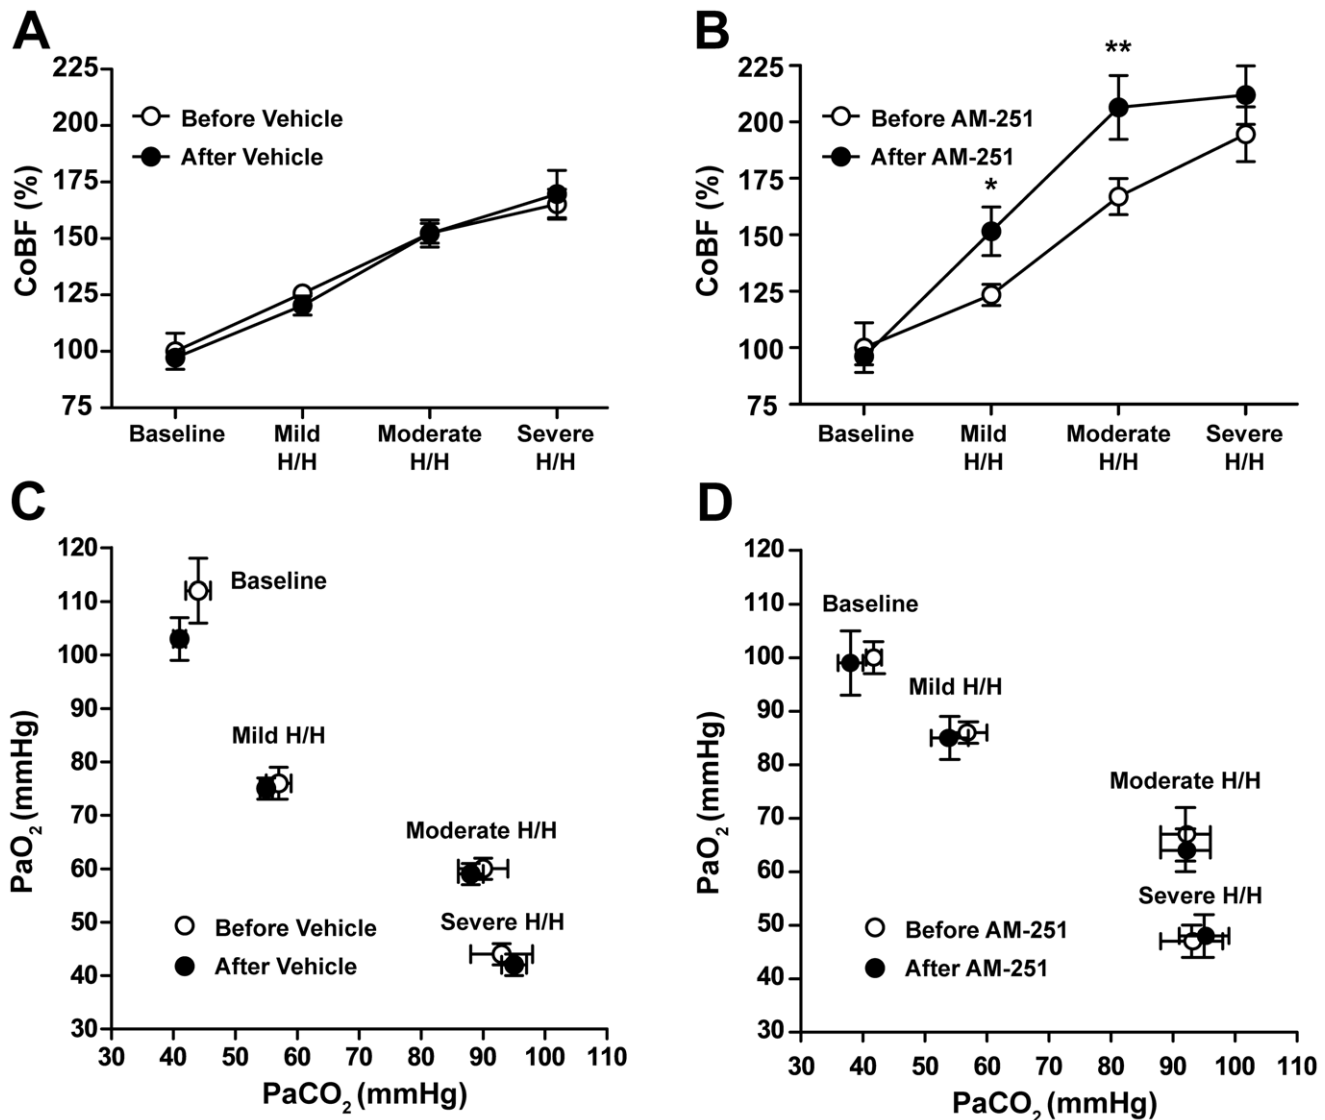 A
225
200
175
150
125
100
75
CoBF (%)
Before Vehicle
After Vehicle
Baseline
Mild
H/H
Moderate
H/H
Severe
H/H
B
225
200
175
150
125
100
75
CoBF (%)
Before AM-251
After AM-251
*
**
Baseline
Mild
H/H
Moderate
H/H
Severe
H/H
C
120
110
100
90
80
70
60
50
40
30
PaO₂ (mmHg)
Baseline
Mild H/H
Moderate H/H
Severe H/H
Before Vehicle
After Vehicle
30 40 50 60 70 80 90 100 110
PaCO₂ (mmHg)
D
120
110
100
90
80
70
60
50
40
30
PaO₂ (mmHg)
Baseline
Mild H/H
Moderate H/H
Severe H/H
Before AM-251
After AM-251
30 40 50 60 70 80 90 100 110
PaCO₂ (mmHg)